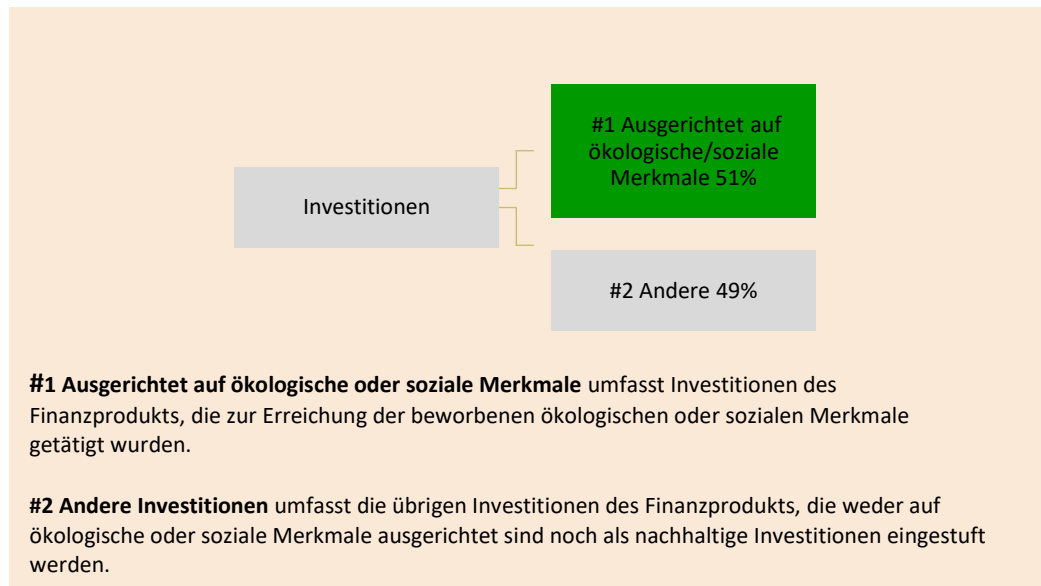 #1 Ausgerichtet auf
ökologische/soziale
Merkmale 51%
Investitionen
#2 Andere 49%
#1 Ausgerichtet auf ökologische oder soziale Merkmale umfasst Investitionen des
Finanzprodukts, die zur Erreichung der beworbenen ökologischen oder sozialen Merkmale
getätigt wurden.
#2 Andere Investitionen umfasst die übrigen Investitionen des Finanzprodukts, die weder auf
ökologische oder soziale Merkmale ausgerichtet sind noch als nachhaltige Investitionen eingestuft
werden.